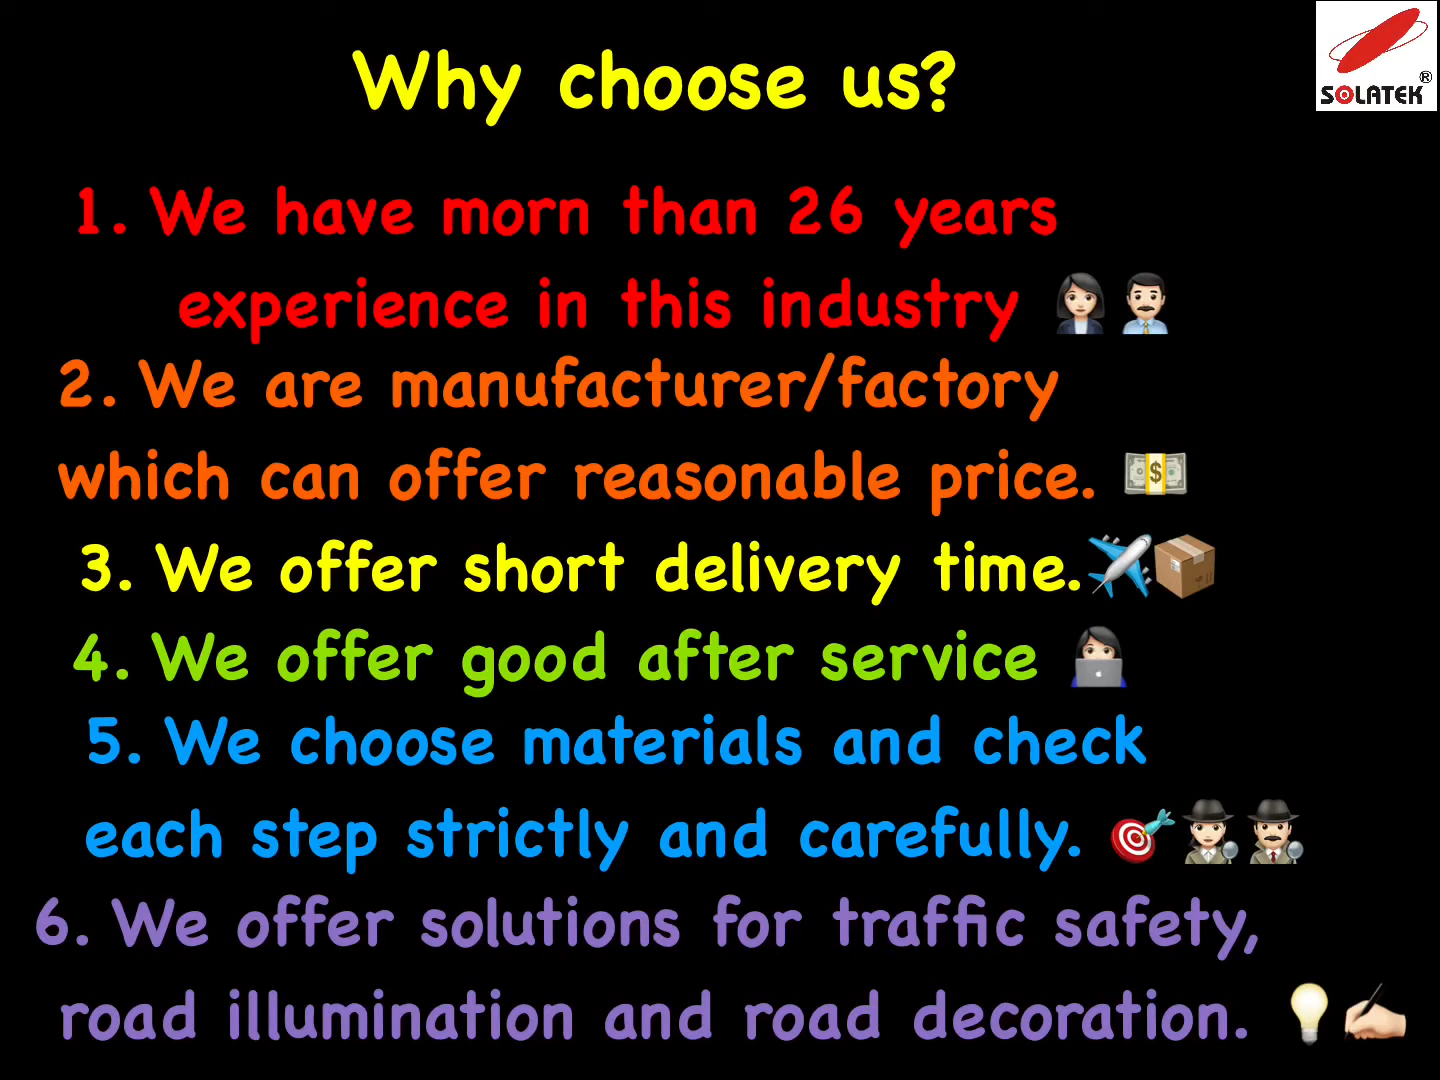 Why choose us?
SOLATEK®
1. We have morn than 26 years
experience in this industry
2. We are manufacturer/factory
which can offer reasonable price.
3. We offer short delivery time.
4. We offer good after service
5. We choose materials and check
each step strictly and carefully.
6. We offer solutions for traffic safety,
road illumination and road decoration.